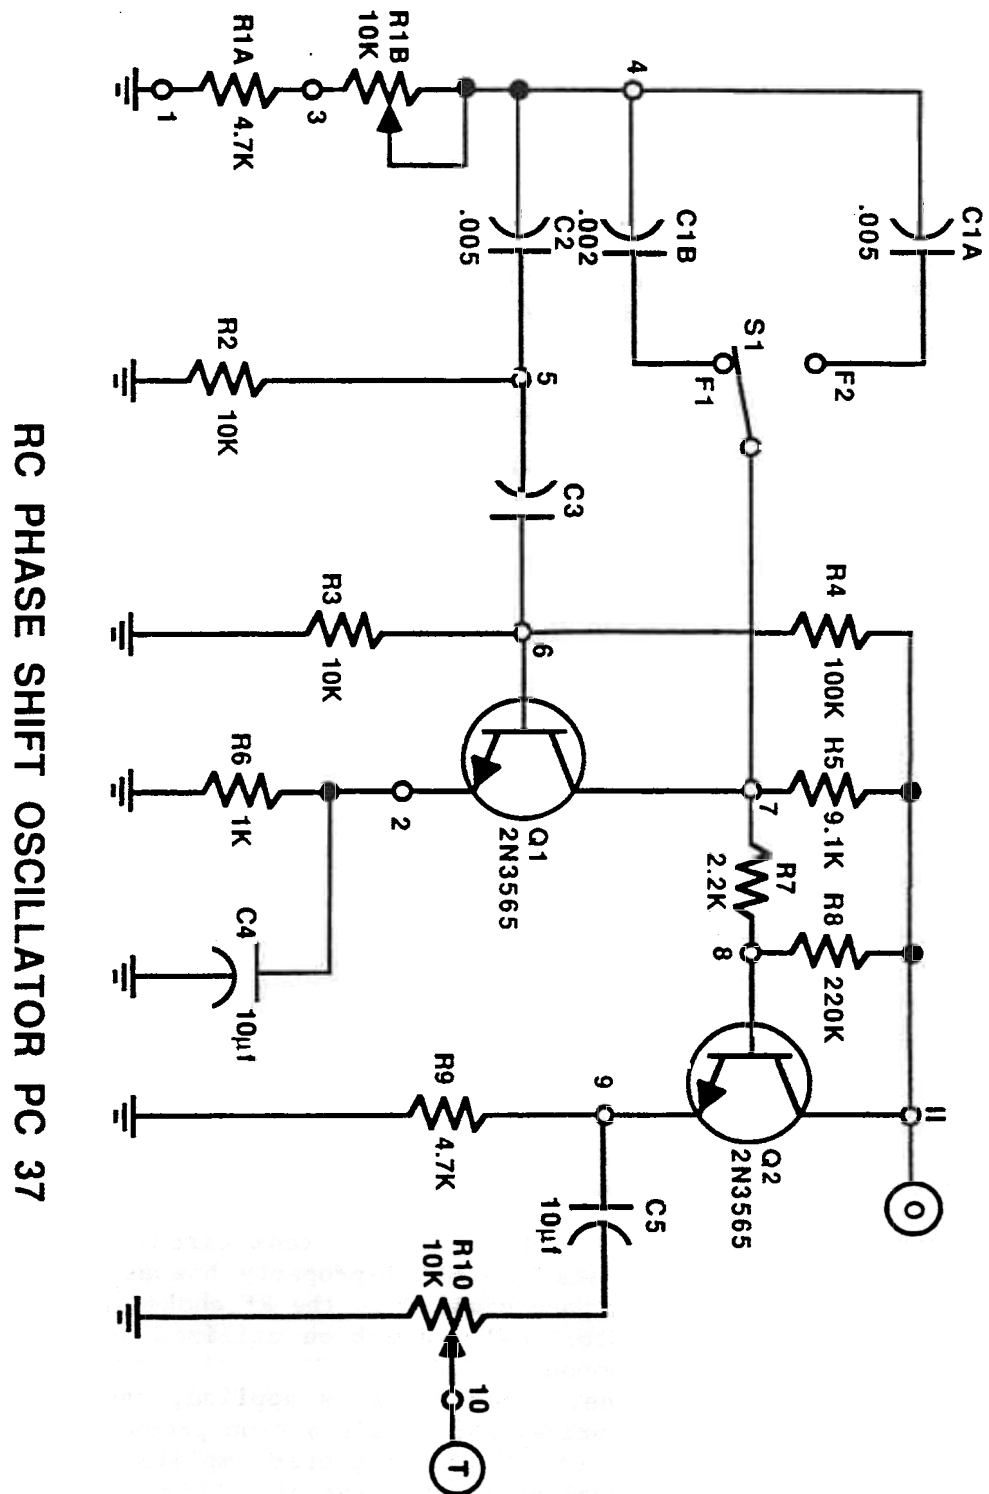 C1A
.005
F2
S1
F1
C1B
.002
4
R4
100K
R5
9.1K
R8
220K
11
O
7
R7
2.2K
8
Q2
2N3565
C2
.005
5
C3
6
Q1
2N3565
9
C5
10µf
R1B
10K
3
R1A
4.7K
1
R2
10K
R3
10K
2
R6
1K
C4
10µf
R9
4.7K
R10
10K
10
T
RC PHASE SHIFT OSCILLATOR PC 37